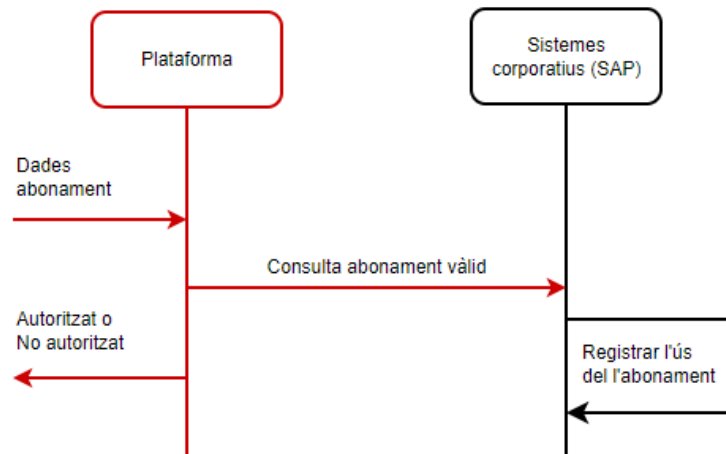 Plataforma
Sistemes
corporatius (SAP)
Dades
abonament
Consulta abonament vàlid
Autoritzat o
No autoritzat
Registrar l'ús
del l'abonament